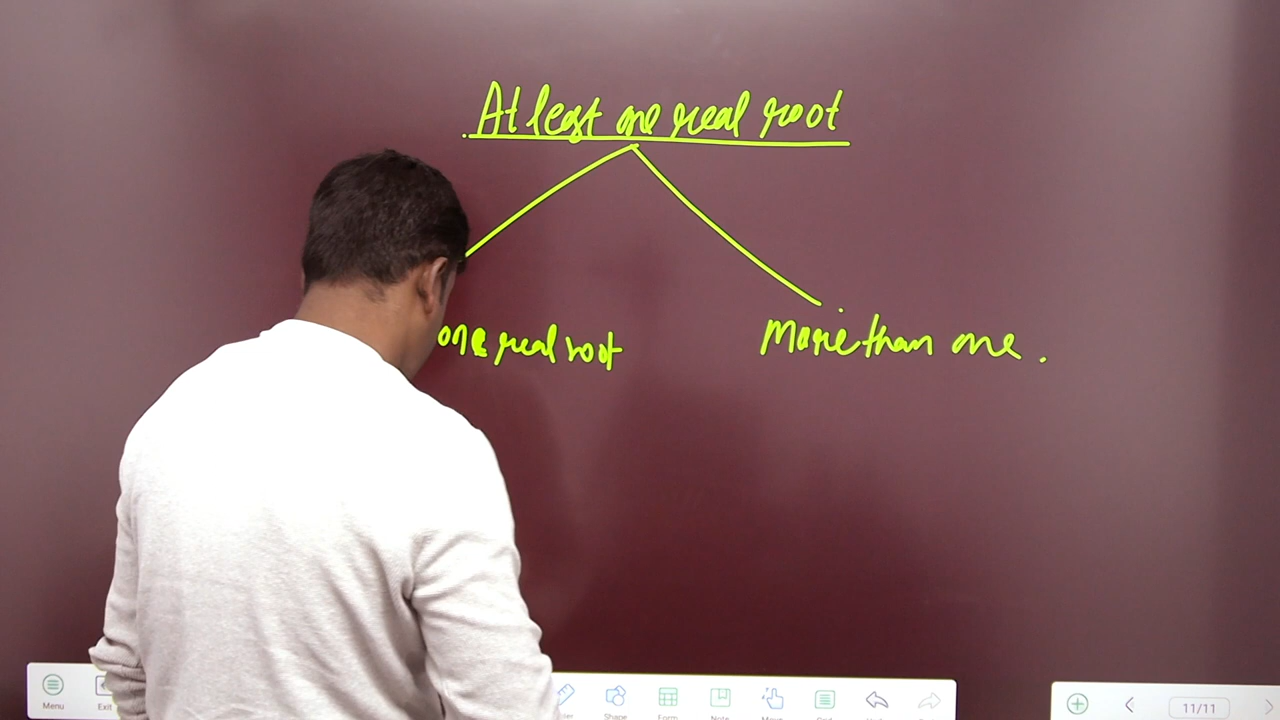 At least one real root
one real root
More than one.
Menu
Exit
Shape
Form
Note
11/11